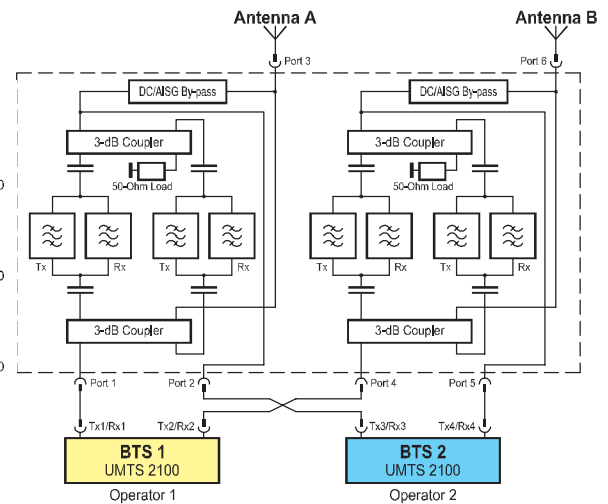 Antenna A Antenna B
Port 3 Port 6
DC/AISG By-pass DC/AISG By-pass
3-dB Coupler 3-dB Coupler
50-Ohm Load 50-Ohm Load
0
Tx Rx Tx Rx Tx Rx Tx Rx
0
3-dB Coupler 3-dB Coupler
0
Port 1 Port 2 Port 4 Port 5
Tx1/Rx1 Tx2/Rx2 Tx3/Rx3 Tx4/Rx4
BTS 1 BTS 2
UMTS 2100 UMTS 2100
Operator 1 Operator 2